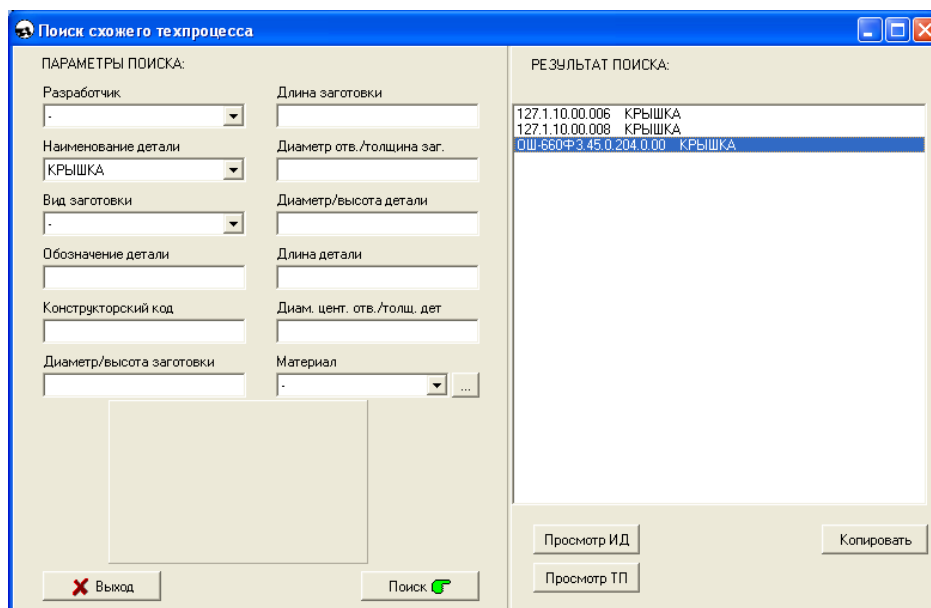 Поиск схожего техпроцесса
ПАРАМЕТРЫ ПОИСКА:
Разработчик
-
Наименование детали
КРЫШКА
Вид заготовки
-
Обозначение детали
Конструкторский код
Диаметр/высота заготовки
Длина заготовки
Диаметр отв./толщина заг.
Диаметр/высота детали
Длина детали
Диам. цент. отв./толщ. дет
Материал
-
...
Выход
Поиск
РЕЗУЛЬТАТ ПОИСКА:
127.1.10.00.006 КРЫШКА
127.1.10.00.008 КРЫШКА
ОШ-660Ф3.45.0.204.0.00 КРЫШКА
Просмотр ИД
Копировать
Просмотр ТП